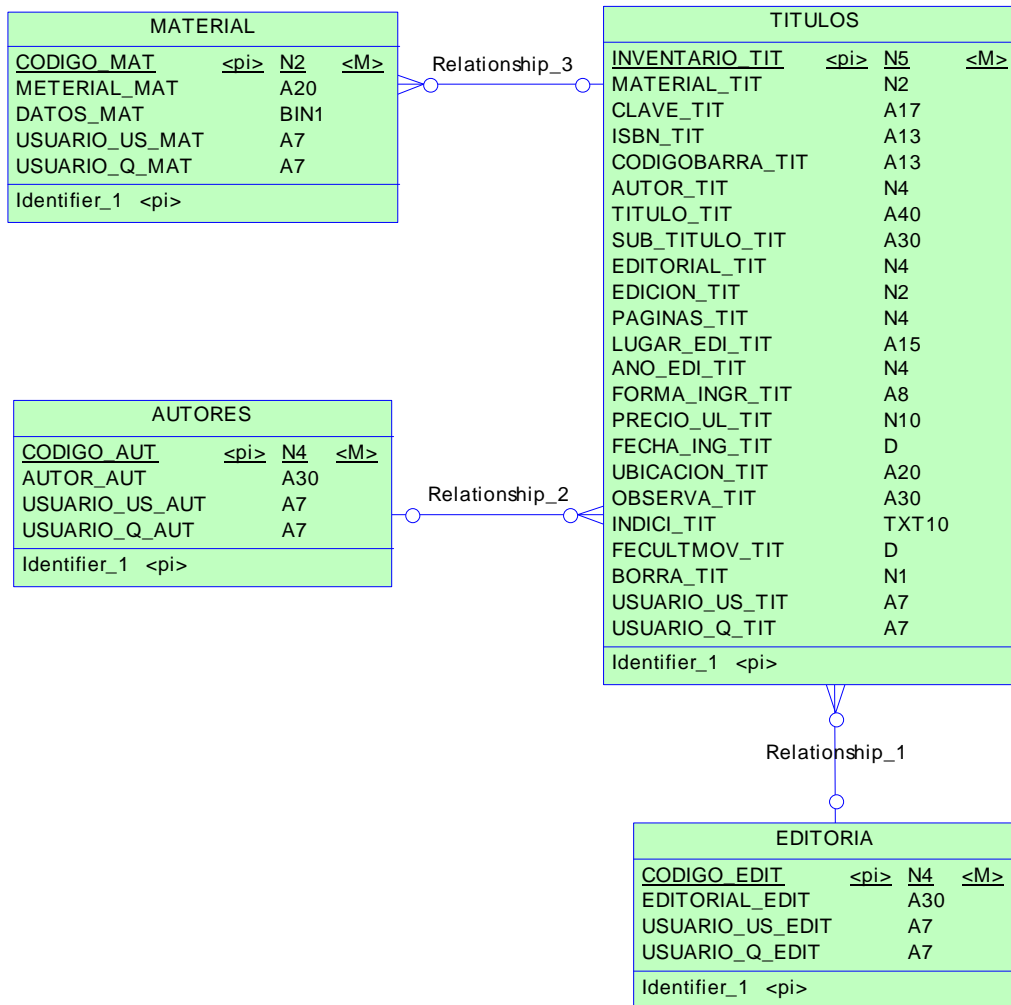 MATERIAL
CODIGO_MAT <pi> N2 <M>
METERIAL_MAT A20
DATOS_MAT BIN1
USUARIO_US_MAT A7
USUARIO_Q_MAT A7
Identifier_1 <pi>
Relationship_3
TITULOS
INVENTARIO_TIT <pi> N5 <M>
MATERIAL_TIT N2
CLAVE_TIT A17
ISBN_TIT A13
CODIGOBARRA_TIT A13
AUTOR_TIT N4
TITULO_TIT A40
SUB_TITULO_TIT A30
EDITORIAL_TIT N4
EDICION_TIT N2
PAGINAS_TIT N4
LUGAR_EDI_TIT A15
ANO_EDI_TIT N4
FORMA_INGR_TIT A8
PRECIO_UL_TIT N10
FECHA_ING_TIT D
UBICACION_TIT A20
OBSERVA_TIT A30
INDICI_TIT TXT10
FECULTMOV_TIT D
BORRA_TIT N1
USUARIO_US_TIT A7
USUARIO_Q_TIT A7
Identifier_1 <pi>
AUTORES
CODIGO_AUT <pi> N4 <M>
AUTOR_AUT A30
USUARIO_US_AUT A7
USUARIO_Q_AUT A7
Identifier_1 <pi>
Relationship_2
Relationship_1
EDITORIA
CODIGO_EDIT <pi> N4 <M>
EDITORIAL_EDIT A30
USUARIO_US_EDIT A7
USUARIO_Q_EDIT A7
Identifier_1 <pi>